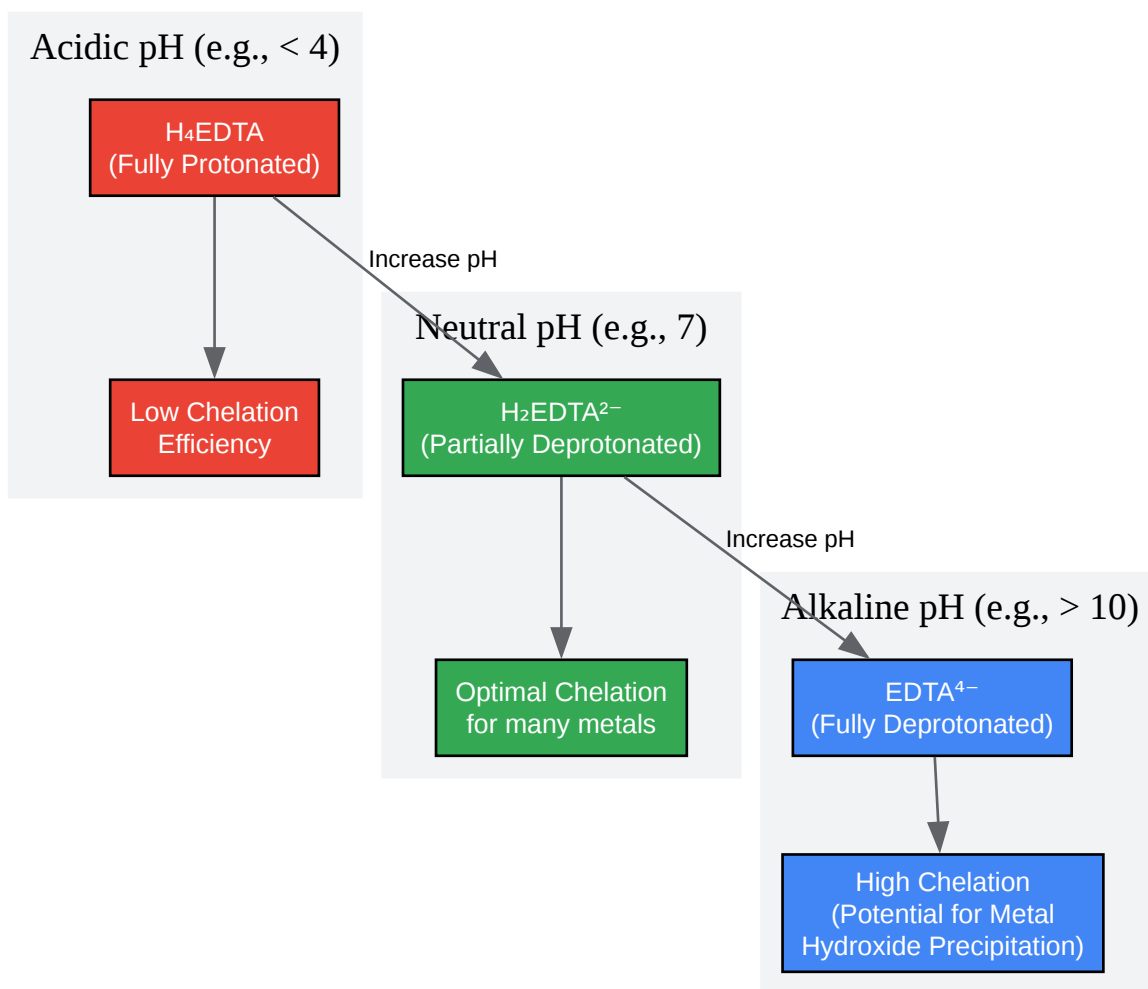 Acidic pH (e.g., < 4)
H₄EDTA
(Fully Protonated)
Increase pH
Neutral pH (e.g., 7)
Low Chelation
Efficiency
H₂EDTA²⁻
(Partially Deprotonated)
Increase pH
Alkaline pH (e.g., > 10)
Optimal Chelation
for many metals
EDTA⁴⁻
(Fully Deprotonated)
High Chelation
(Potential for Metal
Hydroxide Precipitation)